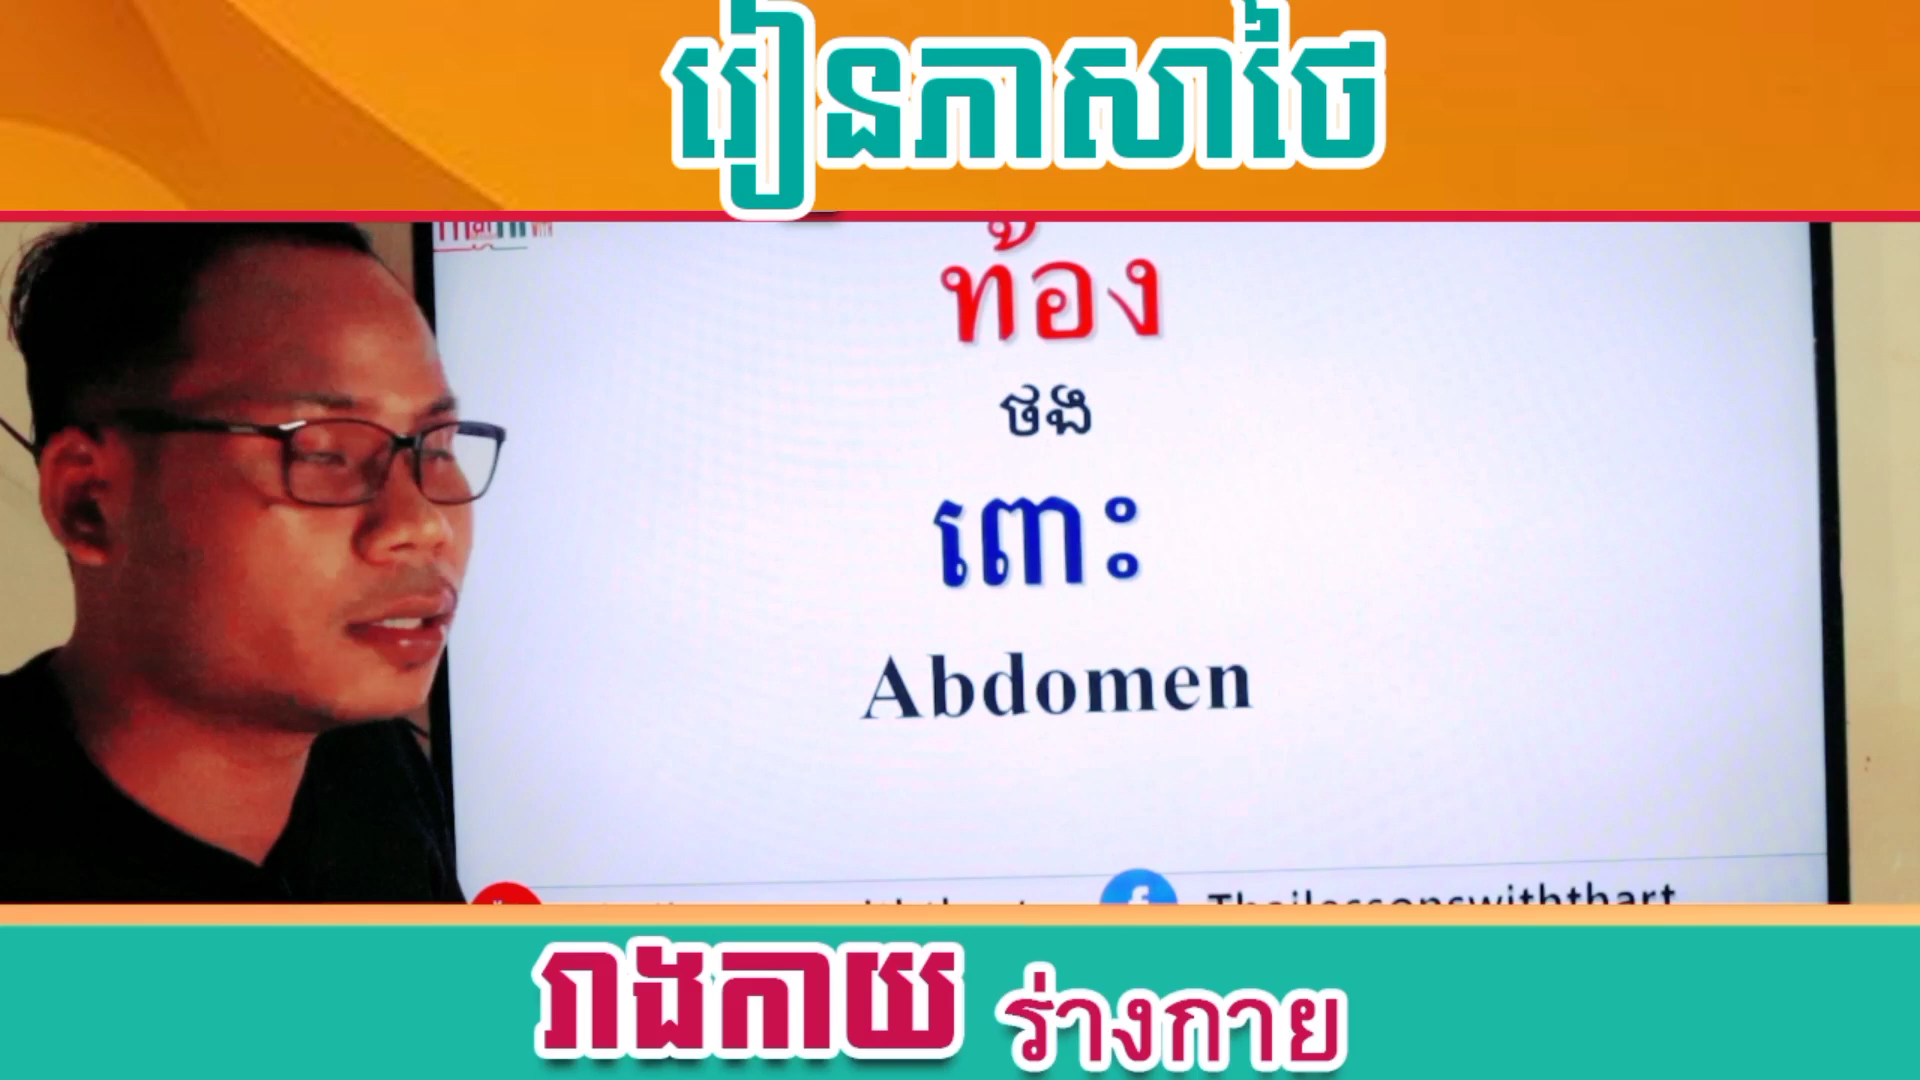 រៀនភាសាថៃ
ท้อง
ថង
ពោះ
Abdomen
Thailessonswiththart
រាងកាយ ร่างกาย